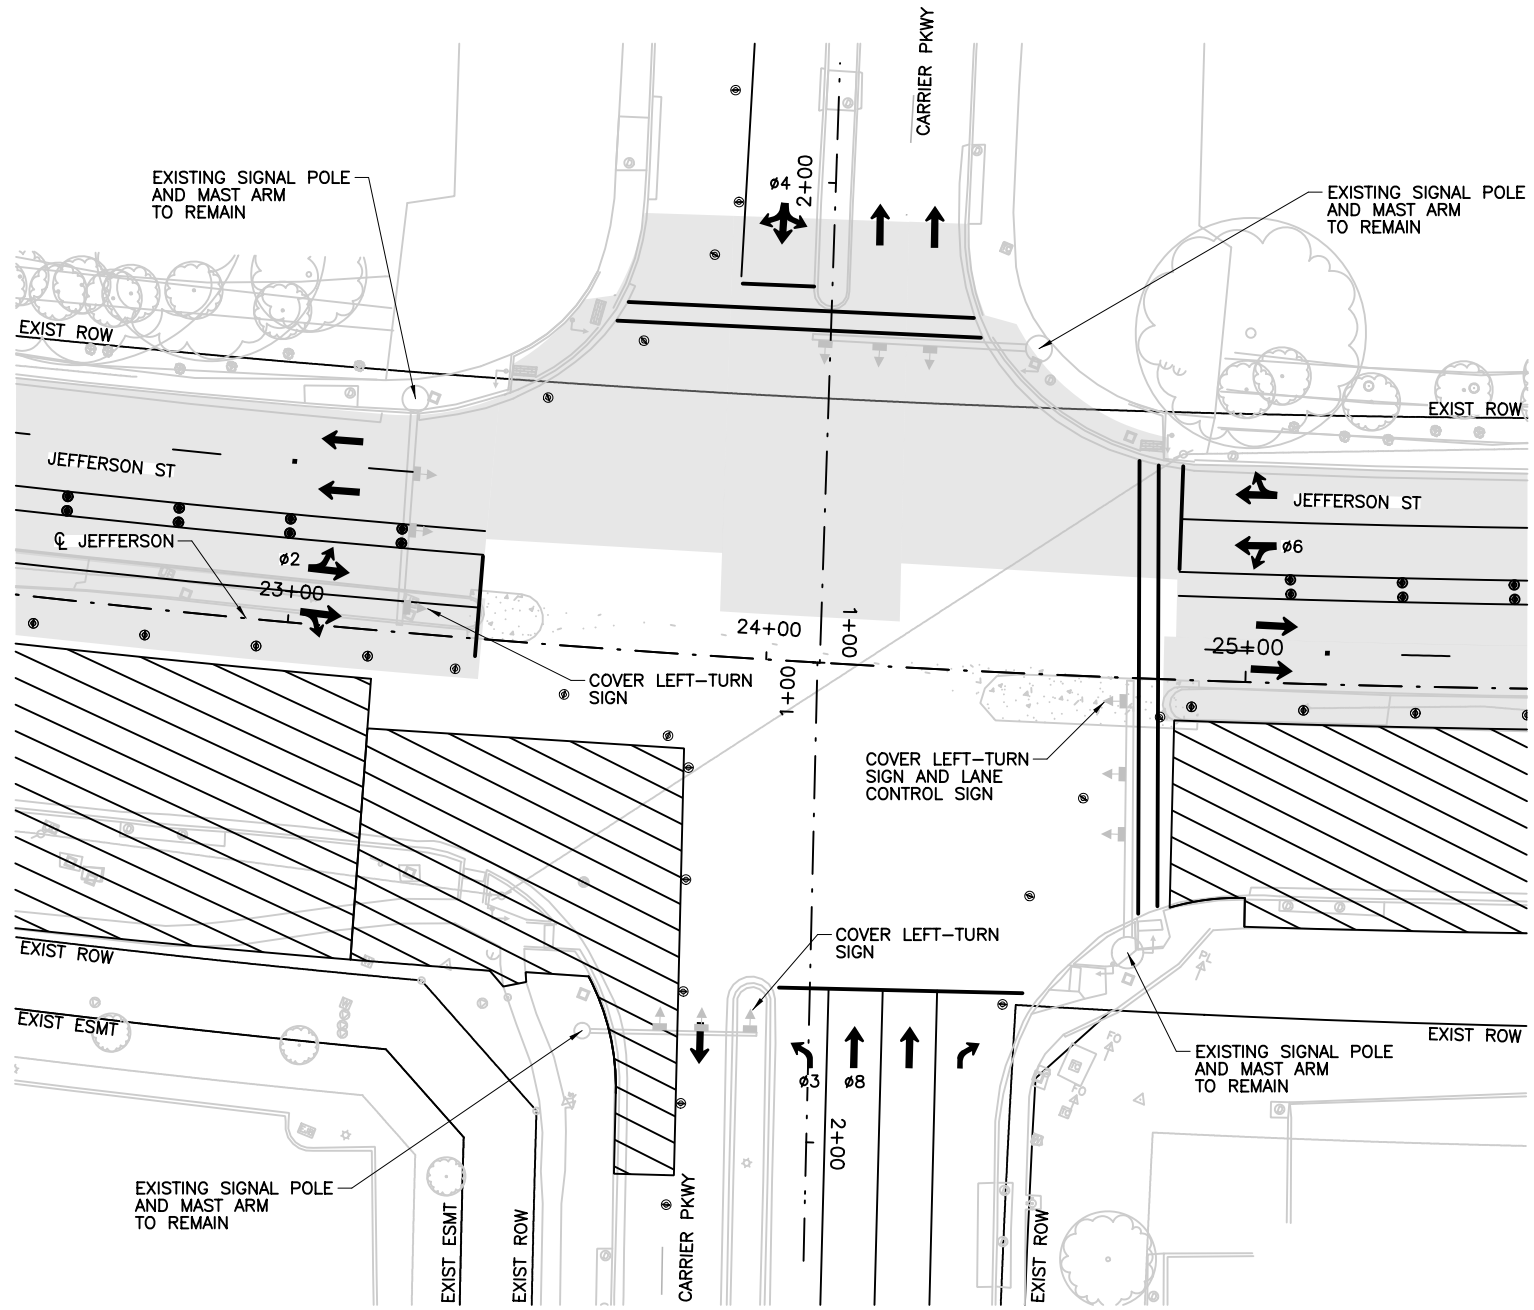 CARRIER PKWY
EXISTING SIGNAL POLE
AND MAST ARM
TO REMAIN
ø4
2+00
EXISTING SIGNAL POLE
AND MAST ARM
TO REMAIN
EXIST ROW
EXIST ROW
JEFFERSON ST
JEFFERSON ST
℄ JEFFERSON
ø2
ø6
23+00
24+00
1+00
25+00
1+00
COVER LEFT-TURN
SIGN
COVER LEFT-TURN
SIGN AND LANE
CONTROL SIGN
COVER LEFT-TURN
SIGN
EXIST ROW
PL
EXIST ESMT
EXIST ROW
FO
EXISTING SIGNAL POLE
AND MAST ARM
TO REMAIN
ø3
ø8
FO
2+00
EXISTING SIGNAL POLE
AND MAST ARM
TO REMAIN
EXIST ESMT
EXIST ROW
CARRIER PKWY
EXIST ROW